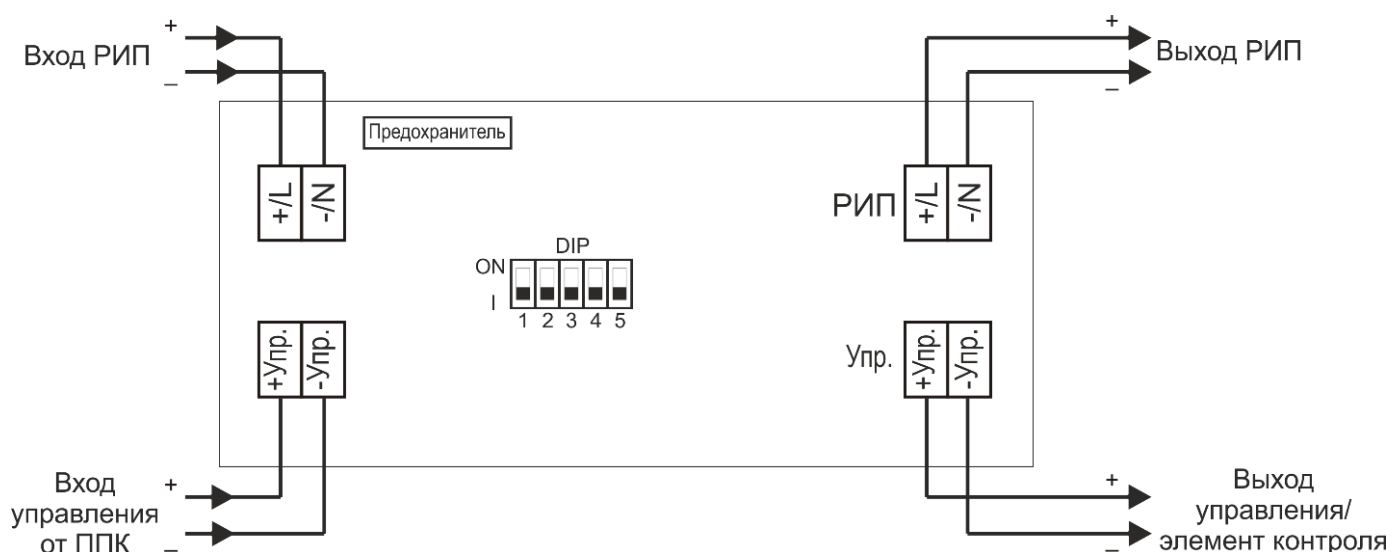 +
Вход РИП
–
+
Выход РИП
–
Предохранитель
+/L
-/N
РИП
+/L
-/N
DIP
ON
I
1 2 3 4 5
+Упр.
-Упр.
Упр.
+Упр.
-Упр.
+
Вход
управления
от ППК
–
+
Выход
управления/
элемент контроля
–